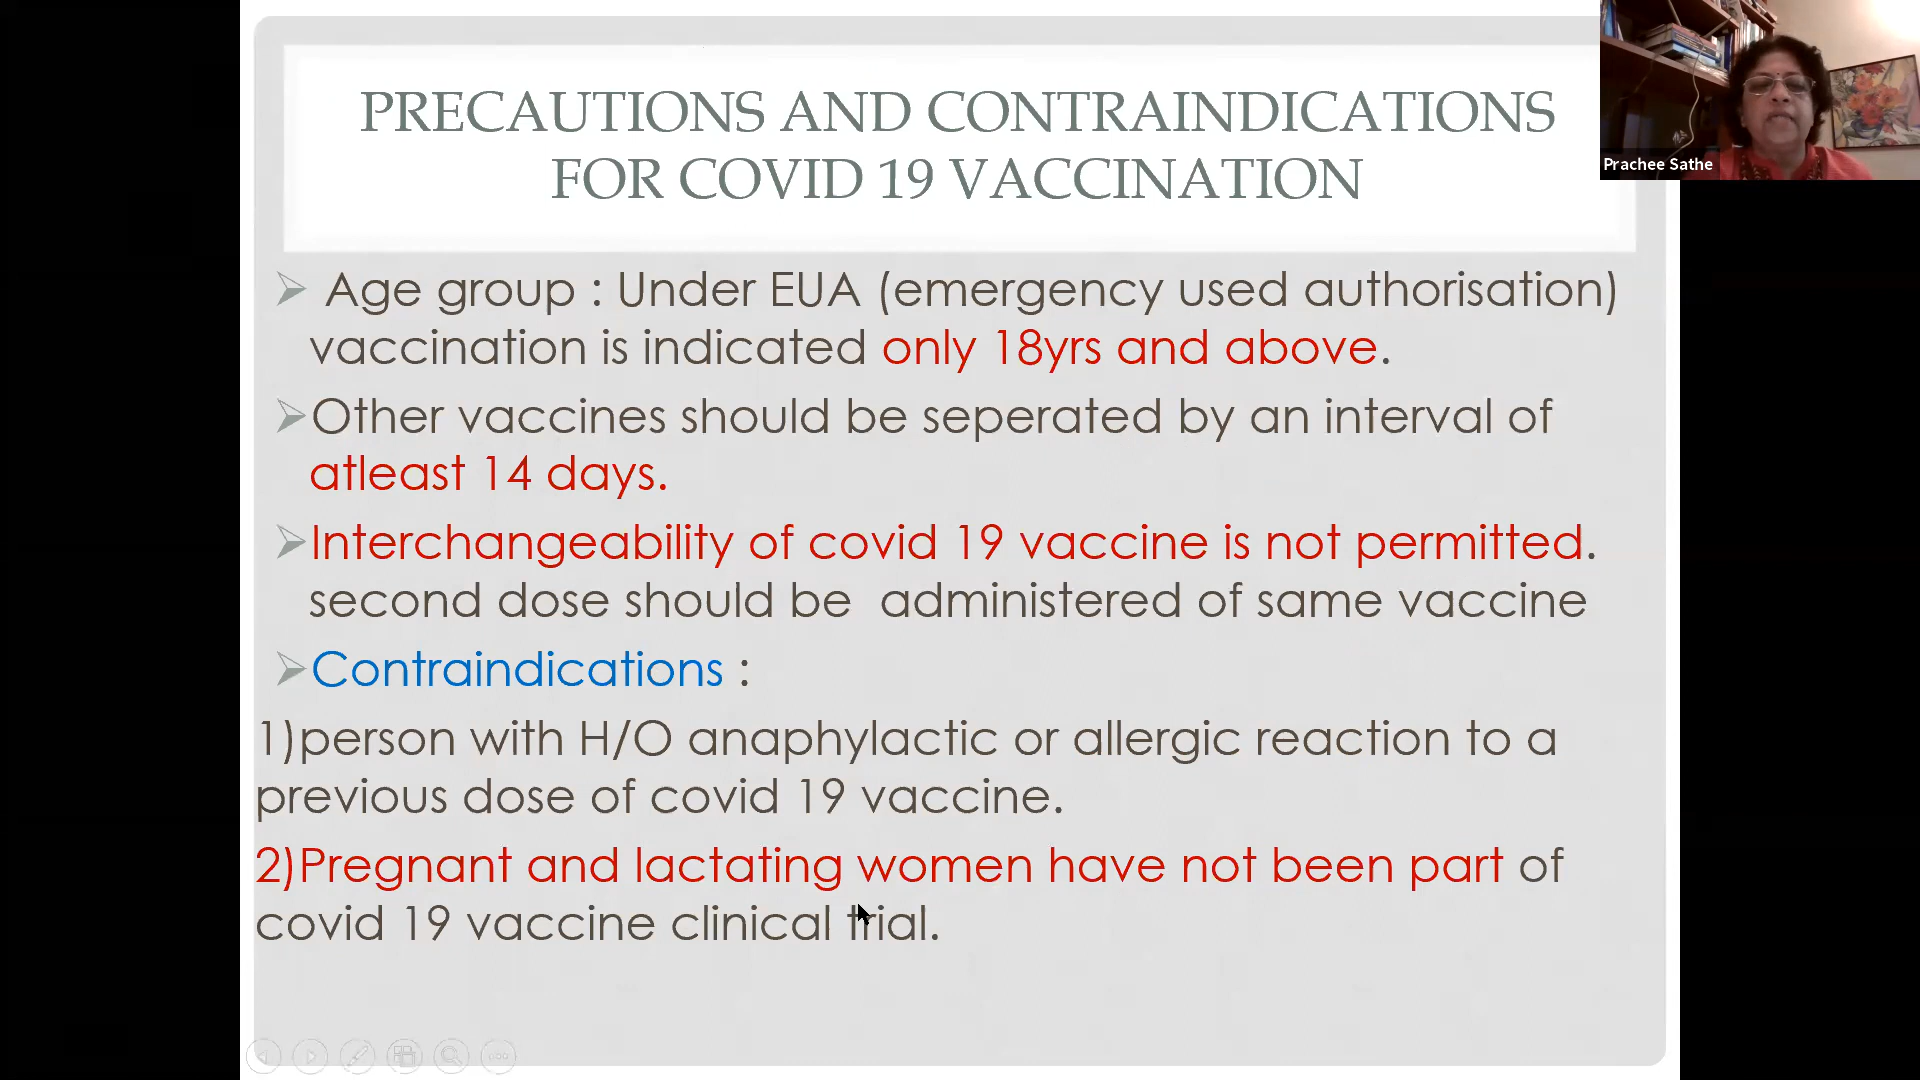 PRECAUTIONS AND CONTRAINDICATIONS
FOR COVID 19 VACCINATION
Prachee Sathe
Age group : Under EUA (emergency used authorisation)
vaccination is indicated only 18yrs and above.
Other vaccines should be seperated by an interval of
atleast 14 days.
Interchangeability of covid 19 vaccine is not permitted.
second dose should be administered of same vaccine
Contraindications :
1)person with H/O anaphylactic or allergic reaction to a
previous dose of covid 19 vaccine.
2)Pregnant and lactating women have not been part of
covid 19 vaccine clinical trial.